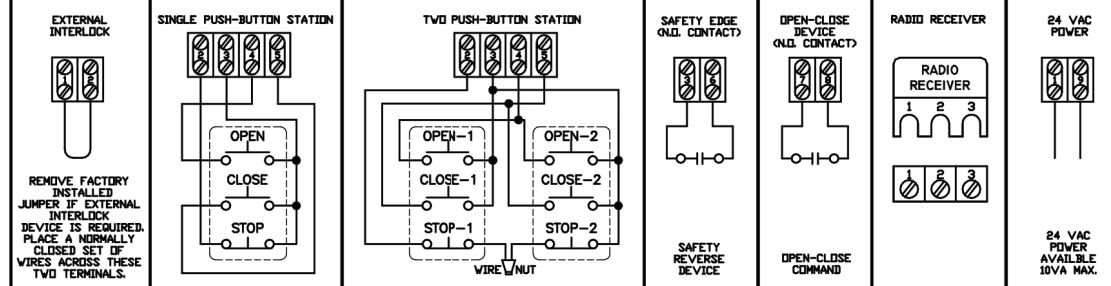 EXTERNAL
INTERLOCK
1 2
REMOVE FACTORY
INSTALLED
JUMPER IF EXTERNAL
INTERLOCK
DEVICE IS REQUIRED.
PLACE A NORMALLY
CLOSED SET OF
WIRES ACROSS THESE
TWO TERMINALS.
SINGLE PUSH-BUTTON STATION
2 3 4 5
OPEN
CLOSE
STOP
TWO PUSH-BUTTON STATION
2 3 4 5
OPEN-1 OPEN-2
CLOSE-1 CLOSE-2
STOP-1 STOP-2
WIRE NUT
SAFETY EDGE
(N.O. CONTACT)
3 6
SAFETY
REVERSE
DEVICE
OPEN-CLOSE
DEVICE
(N.O. CONTACT)
7 8
OPEN-CLOSE
COMMAND
RADIO RECEIVER
RADIO
RECEIVER
1 2 3
1 2 3
24 VAC
POWER
24 VAC
POWER
AVAILBLE
10VA MAX.